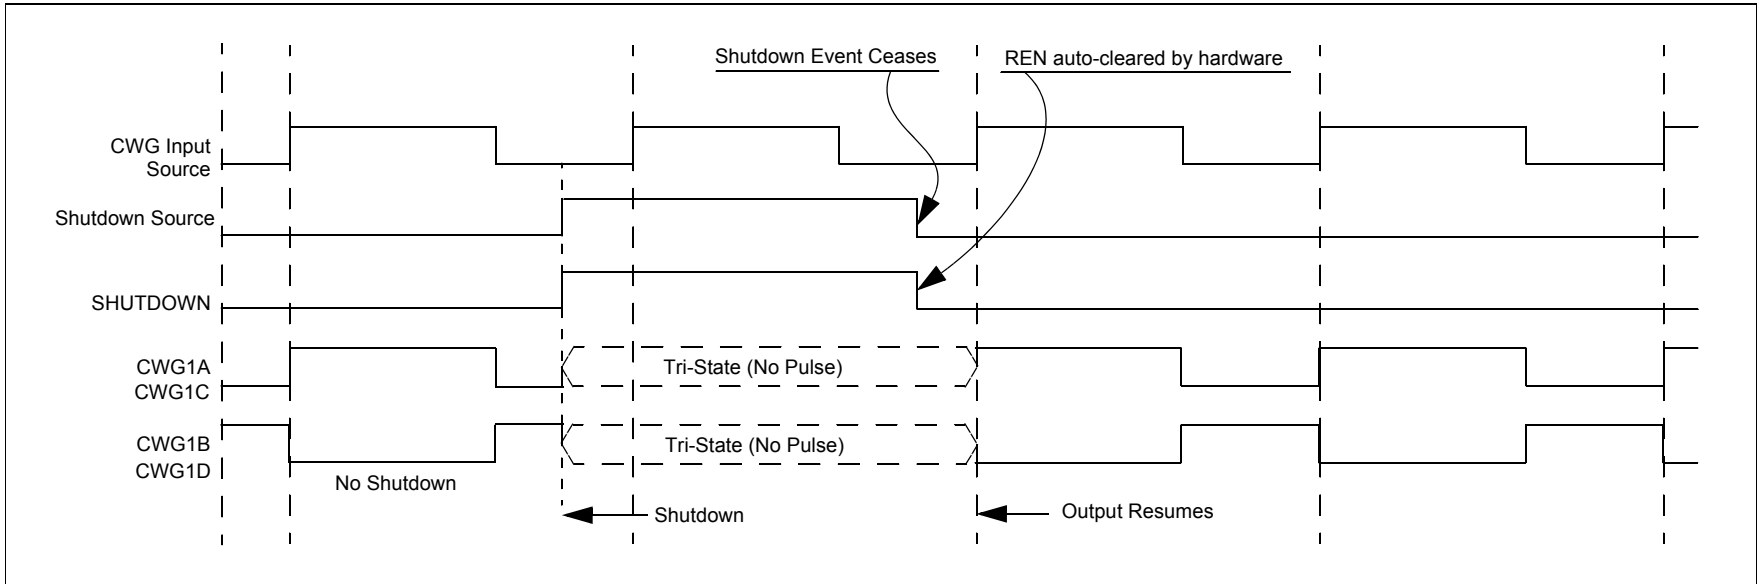 Shutdown Event Ceases
REN auto-cleared by hardware
CWG Input
Source
Shutdown Source
SHUTDOWN
CWG1A
CWG1C
Tri-State (No Pulse)
CWG1B
CWG1D
Tri-State (No Pulse)
No Shutdown
Shutdown
Output Resumes